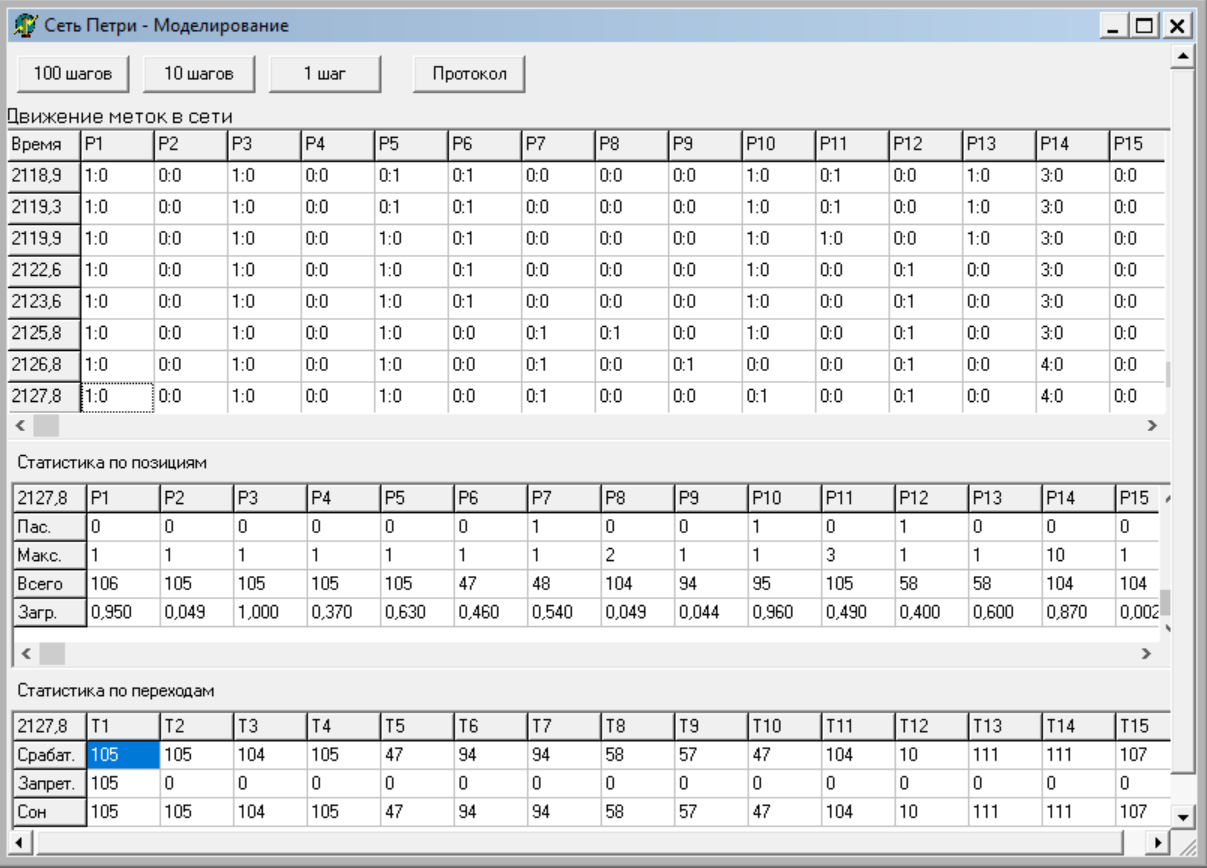 Сеть Петри - Моделирование
100 шагов 10 шагов 1 шаг Протокол
Движение меток в сети
Время P1 P2 P3 P4 P5 P6 P7 P8 P9 P10 P11 P12 P13 P14 P15
2118,9 1:0 0:0 1:0 0:0 0:1 0:1 0:0 0:0 0:0 1:0 0:1 0:0 1:0 3:0 0:0
2119,3 1:0 0:0 1:0 0:0 0:1 0:1 0:0 0:0 0:0 1:0 0:1 0:0 1:0 3:0 0:0
2119,9 1:0 0:0 1:0 0:0 1:0 0:1 0:0 0:0 0:0 1:0 1:0 0:0 1:0 3:0 0:0
2122,6 1:0 0:0 1:0 0:0 1:0 0:1 0:0 0:0 0:0 1:0 0:0 0:1 0:0 3:0 0:0
2123,6 1:0 0:0 1:0 0:0 1:0 0:1 0:0 0:0 0:0 1:0 0:0 0:1 0:0 3:0 0:0
2125,8 1:0 0:0 1:0 0:0 1:0 0:0 0:1 0:1 0:0 1:0 0:0 0:1 0:0 3:0 0:0
2126,8 1:0 0:0 1:0 0:0 1:0 0:0 0:1 0:0 0:1 0:0 0:0 0:1 0:0 4:0 0:0
2127,8 1:0 0:0 1:0 0:0 1:0 0:0 0:1 0:0 0:0 0:1 0:0 0:1 0:0 4:0 0:0
Статистика по позициям
2127,8 P1 P2 P3 P4 P5 P6 P7 P8 P9 P10 P11 P12 P13 P14 P15
Пас. 0 0 0 0 0 0 1 0 0 1 0 1 0 0 0
Макс. 1 1 1 1 1 1 1 2 1 1 3 1 1 10 1
Всего 106 105 105 105 105 47 48 104 94 95 105 58 58 104 104
Загр. 0,950 0,049 1,000 0,370 0,630 0,460 0,540 0,049 0,044 0,960 0,490 0,400 0,600 0,870 0,002
Статистика по переходам
2127,8 T1 T2 T3 T4 T5 T6 T7 T8 T9 T10 T11 T12 T13 T14 T15
Срабат. 105 105 104 105 47 94 94 58 57 47 104 10 111 111 107
Запрет. 105 0 0 0 0 0 0 0 0 0 0 0 0 0 0
Сон 105 105 104 105 47 94 94 58 57 47 104 10 111 111 107